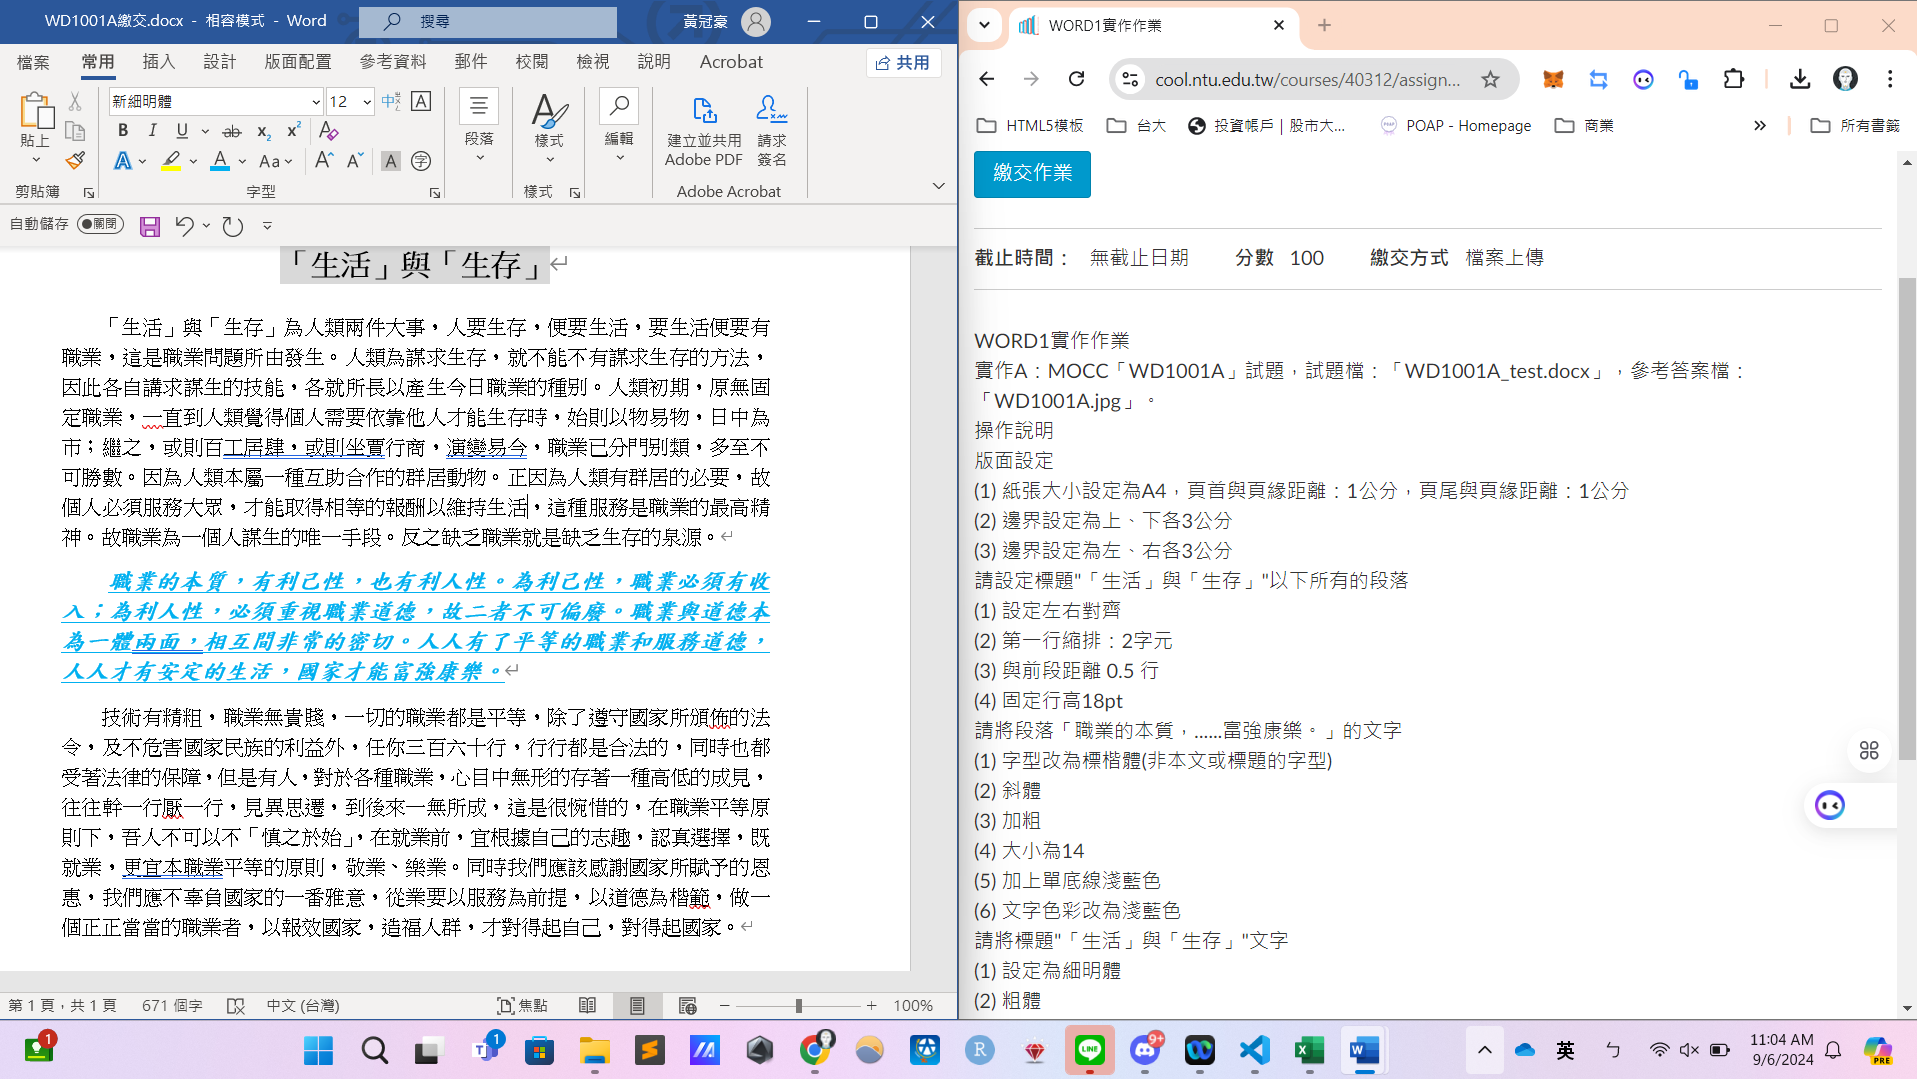 WD1001A繳交.docx - 相容模式 - Word
搜尋
黃冠豪
檔案 常用 插入 設計 版面配置 參考資料 郵件 校閱 檢視 說明 Acrobat 共用
貼上
新細明體
12
段落
樣式
編輯
建立並共用
Adobe PDF
請求
簽名
剪貼簿
字型
樣式
Adobe Acrobat
自動儲存 關閉
「生活」與「生存」
「生活」與「生存」為人類兩件大事，人要生存，便要生活，要生活便要有
職業，這是職業問題所由發生。人類為謀求生存，就不能不有謀求生存的方法，
因此各自講求謀生的技能，各就所長以產生今日職業的種別。人類初期，原無固
定職業，一直到人類覺得個人需要依靠他人才能生存時，始則以物易物，日中為
市；繼之，或則百工居肆，或則坐賈行商，演變易今，職業已分門別類，多至不
可勝數。因為人類本屬一種互助合作的群居動物。正因為人類有群居的必要，故
個人必須服務大眾，才能取得相等的報酬以維持生活，這種服務是職業的最高精
神。故職業為一個人謀生的唯一手段。反之缺乏職業就是缺乏生存的泉源。
職業的本質，有利己性，也有利人性。為利己性，職業必須有收
入；為利人性，必須重視職業道德，故二者不可偏廢。職業與道德本
為一體兩面，相互間非常的密切。人人有了平等的職業和服務道德，
人人才有安定的生活，國家才能富強康樂。
技術有精粗，職業無貴賤，一切的職業都是平等，除了遵守國家所頒佈的法
令，及不危害國家民族的利益外，任你三百六十行，行行都是合法的，同時也都
受著法律的保障，但是有人，對於各種職業，心目中無形的存著一種高低的成見，
往往幹一行厭一行，見異思遷，到後來一無所成，這是很惋惜的，在職業平等原
則下，吾人不可以不「慎之於始」，在就業前，宜根據自己的志趣，認真選擇，既
就業，更宜本職業平等的原則，敬業、樂業。同時我們應該感謝國家所賦予的恩
惠，我們應不辜負國家的一番雅意，從業要以服務為前提，以道德為楷範，做一
個正正當當的職業者，以報效國家，造福人群，才對得起自己，對得起國家。
第 1 頁，共 1 頁 671 個字 中文 (台灣) 焦點 100%
WORD1實作作業
cool.ntu.edu.tw/courses/40312/assign...
HTML5模板 台大 投資帳戶 | 股市大... POAP - Homepage 商業 所有書籤
繳交作業
截止時間： 無截止日期 分數 100 繳交方式 檔案上傳
WORD1實作作業
實作A：MOCC「WD1001A」試題，試題檔：「WD1001A_test.docx」，參考答案檔：
「WD1001A.jpg」。
操作說明
版面設定
(1) 紙張大小設定為A4，頁首與頁緣距離：1公分，頁尾與頁緣距離：1公分
(2) 邊界設定為上、下各3公分
(3) 邊界設定為左、右各3公分
請設定標題"「生活」與「生存」"以下所有的段落
(1) 設定左右對齊
(2) 第一行縮排：2字元
(3) 與前段距離 0.5 行
(4) 固定行高18pt
請將段落「職業的本質，......富強康樂。」的文字
(1) 字型改為標楷體(非本文或標題的字型)
(2) 斜體
(3) 加粗
(4) 大小為14
(5) 加上單底線淺藍色
(6) 文字色彩改為淺藍色
請將標題"「生活」與「生存」"文字
(1) 設定為細明體
(2) 粗體
英
ㄅ
11:04 AM
9/6/2024